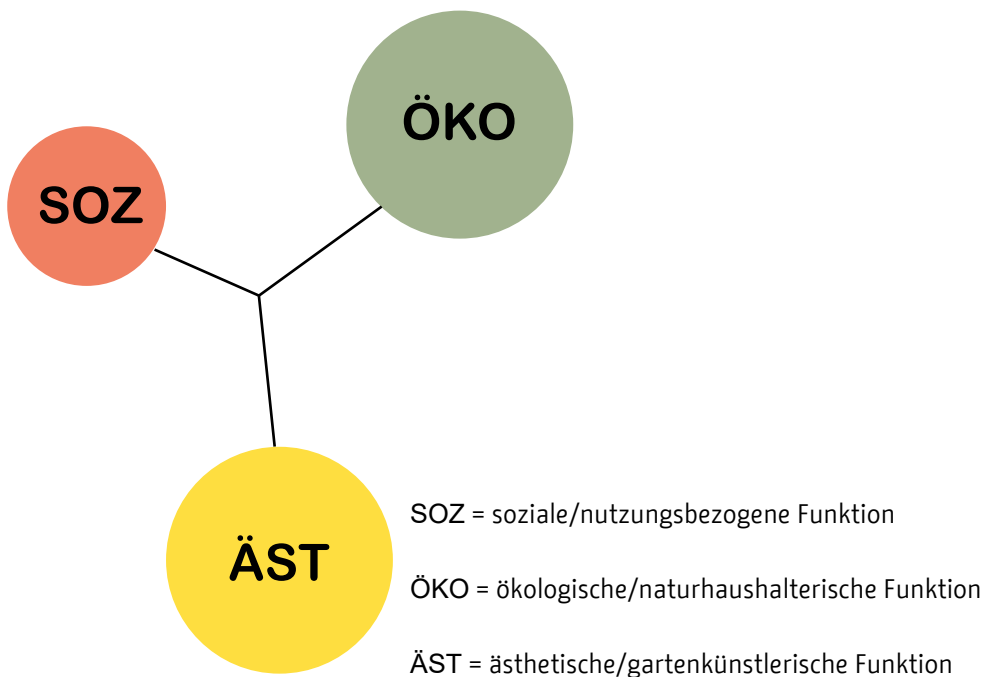 ÖKO
SOZ
ÄST
SOZ = soziale/nutzungsbezogene Funktion
ÖKO = ökologische/naturhaushalterische Funktion
ÄST = ästhetische/gartenkünstlerische Funktion